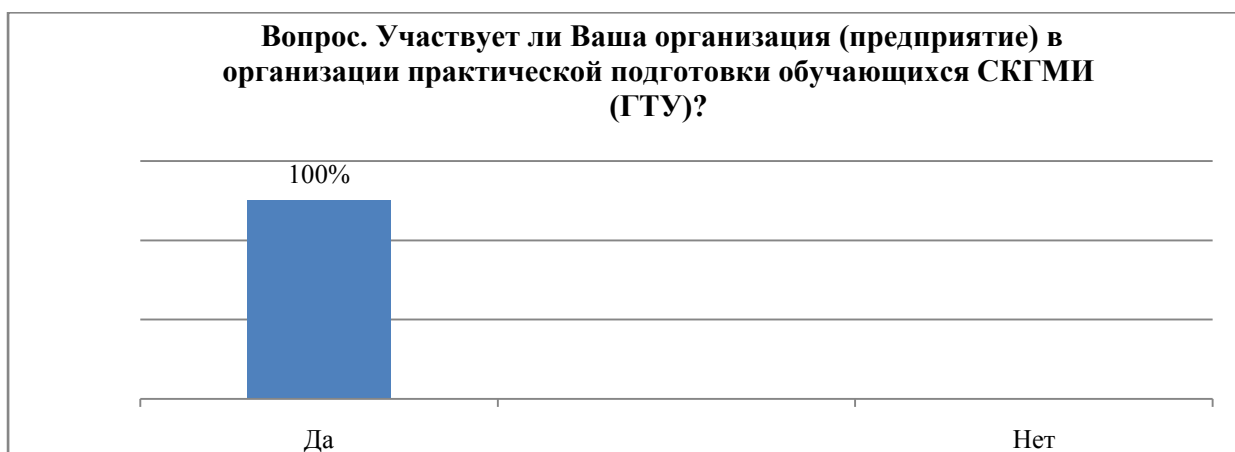 Вопрос. Участвует ли Ваша организация (предприятие) в
организации практической подготовки обучающихся СКГМИ
(ГТУ)?
100%
Да
Нет